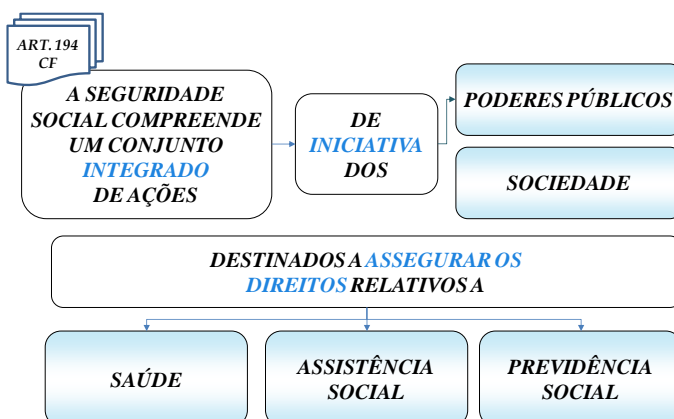 ART. 194
CF
A SEGURIDADE
SOCIAL COMPREENDE
UM CONJUNTO
INTEGRADO
DE AÇÕES
DE
INICIATIVA
DOS
PODERES PÚBLICOS
SOCIEDADE
DESTINADOS A ASSEGURAR OS
DIREITOS RELATIVOS A
SAÚDE
ASSISTÊNCIA
SOCIAL
PREVIDÊNCIA
SOCIAL